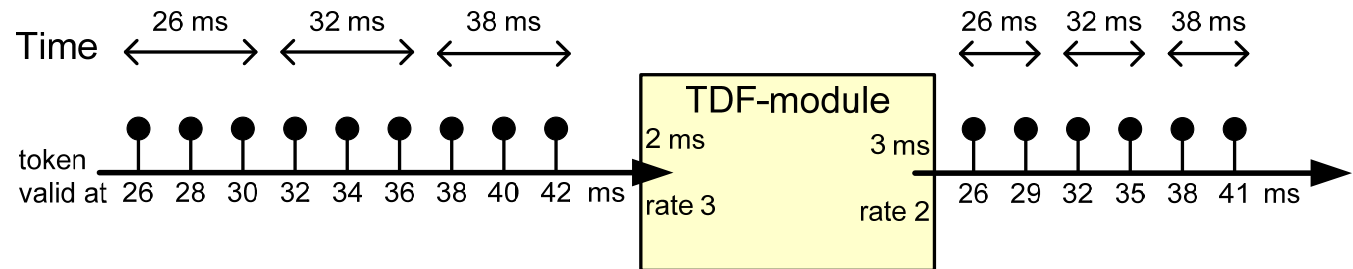 26 ms 32 ms 38 ms 26 ms 32 ms 38 ms
Time
TDF-module
2 ms 3 ms
token
valid at 26 28 30 32 34 36 38 40 42 ms
rate 3 rate 2
26 29 32 35 38 41 ms